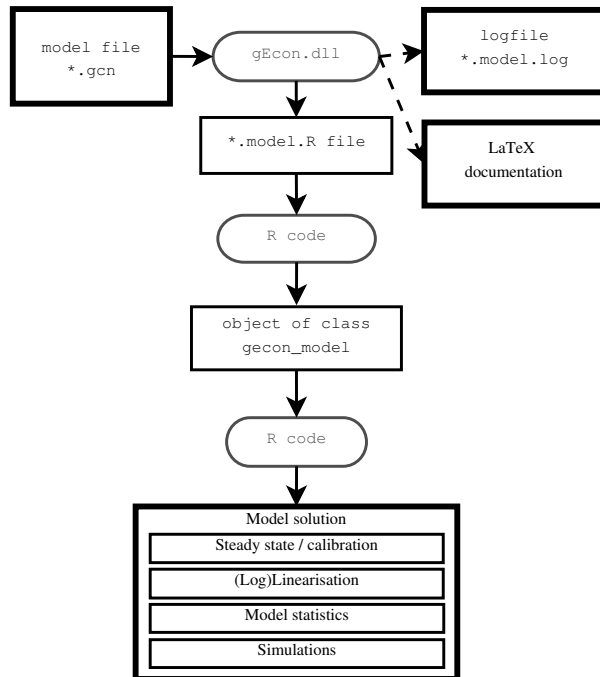 model file
*.gcn
gEcon.dll
logfile
*.model.log
*.model.R file
LaTeX
documentation
R code
object of class
gecon_model
R code
Model solution
Steady state / calibration
(Log)Linearisation
Model statistics
Simulations